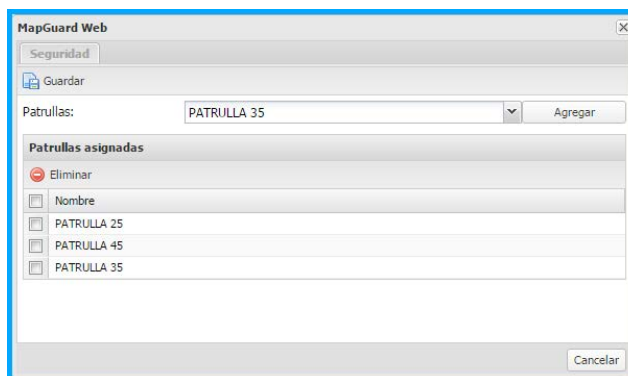 MapGuard Web
Seguridad
Guardar
Patrullas: PATRULLA 35 Agregar
Patrullas asignadas
Eliminar
Nombre
PATRULLA 25
PATRULLA 45
PATRULLA 35
Cancelar